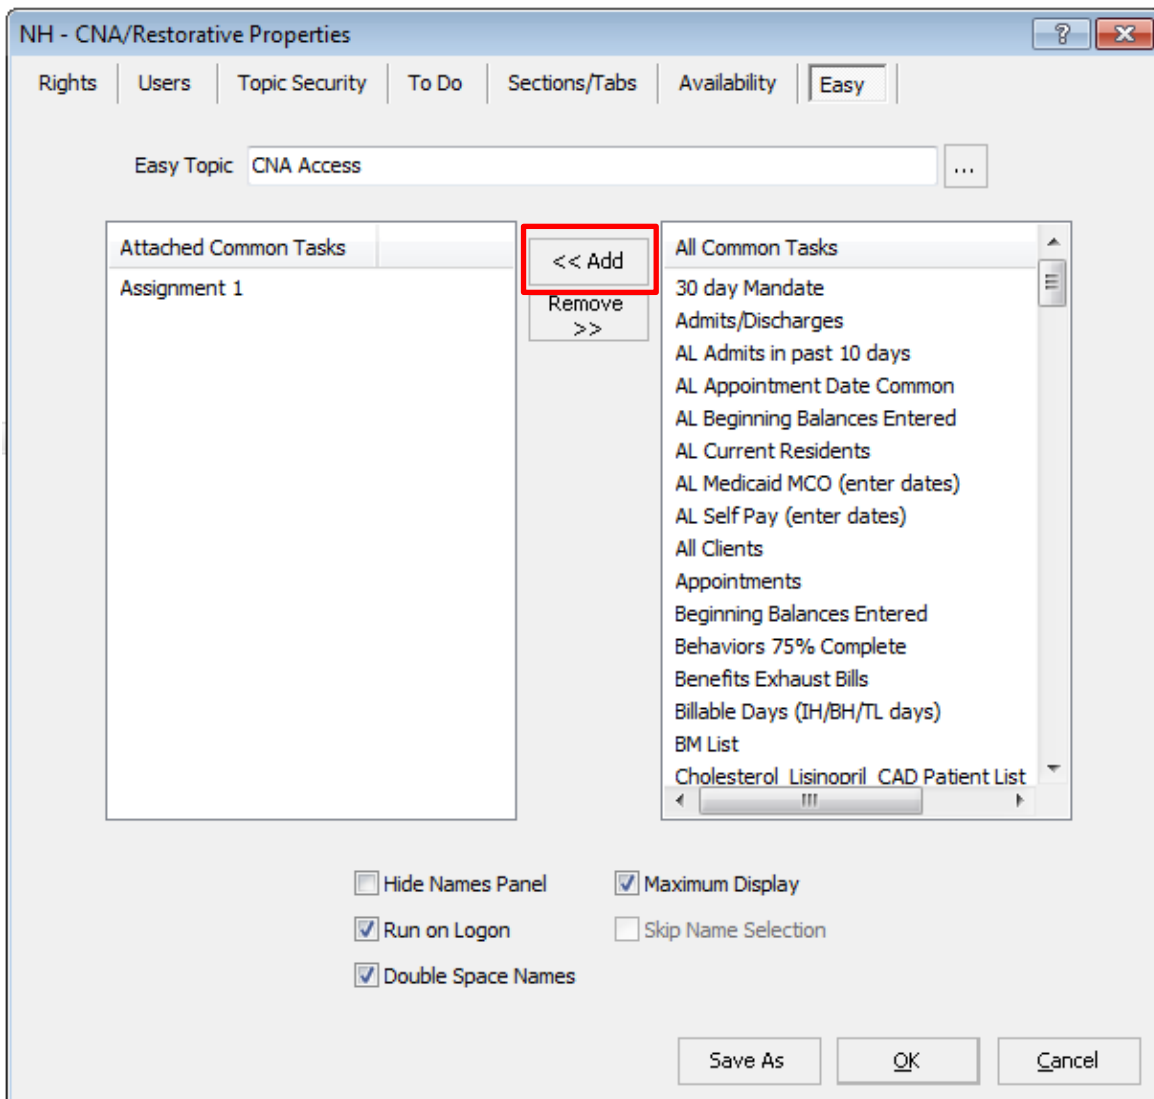 NH - CNA/Restorative Properties
?
Rights Users Topic Security To Do Sections/Tabs Availability Easy
Easy Topic CNA Access ...
Attached Common Tasks
Assignment 1
<< Add
Remove
>>
All Common Tasks
30 day Mandate
Admits/Discharges
AL Admits in past 10 days
AL Appointment Date Common
AL Beginning Balances Entered
AL Current Residents
AL Medicaid MCO (enter dates)
AL Self Pay (enter dates)
All Clients
Appointments
Beginning Balances Entered
Behaviors 75% Complete
Benefits Exhaust Bills
Billable Days (IH/BH/TL days)
BM List
Cholesterol Lisinopril CAD Patient List
Hide Names Panel Maximum Display
Run on Logon Skip Name Selection
Double Space Names
Save As OK Cancel